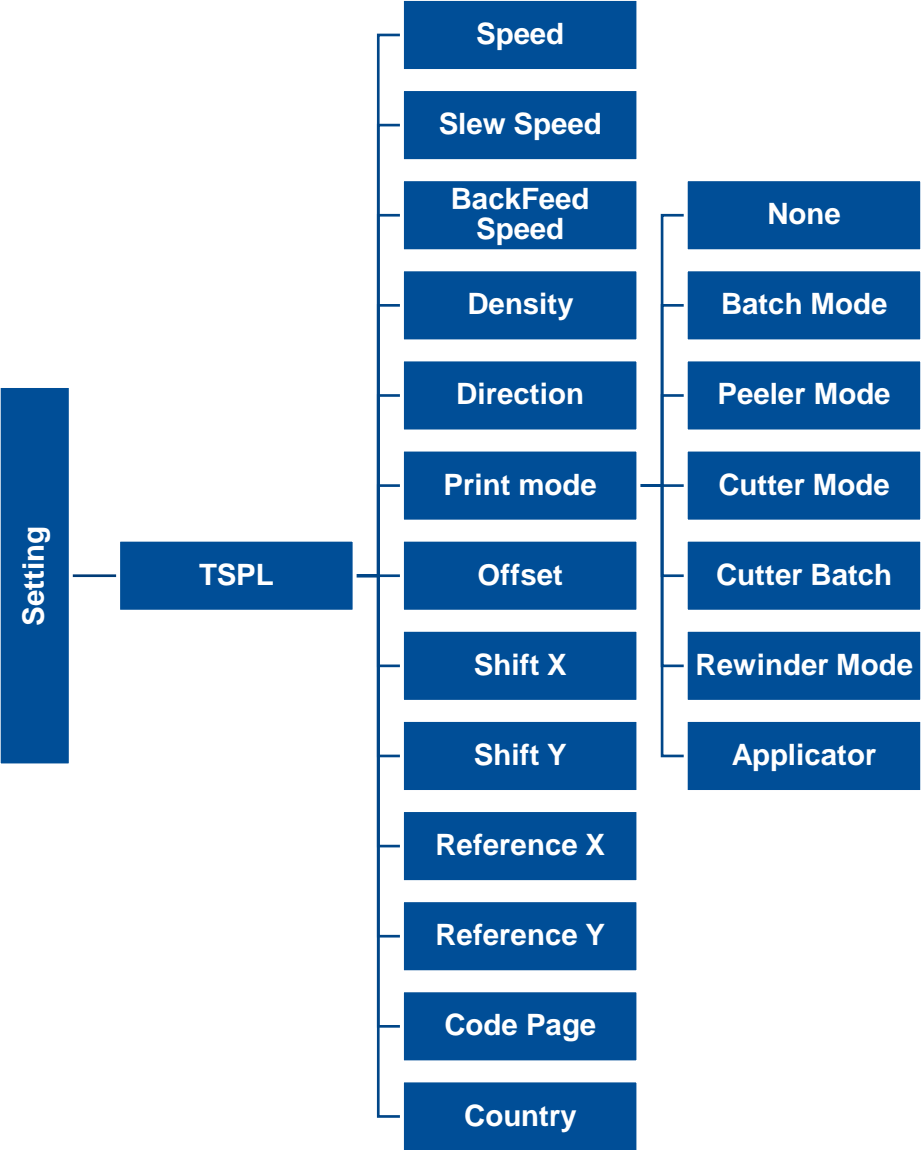 Setting
TSPL
Speed
Slew Speed
BackFeed
Speed
Density
Direction
Print mode
Offset
Shift X
Shift Y
Reference X
Reference Y
Code Page
Country
None
Batch Mode
Peeler Mode
Cutter Mode
Cutter Batch
Rewinder Mode
Applicator